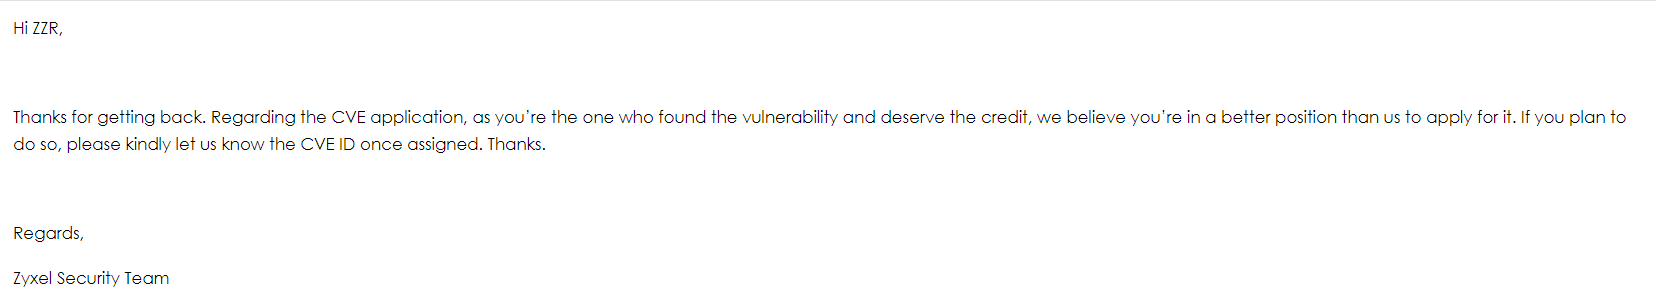 Hi ZZR,
Thanks for getting back. Regarding the CVE application, as you're the one who found the vulnerability and deserve the credit, we believe you're in a better position than us to apply for it. If you plan to
do so, please kindly let us know the CVE ID once assigned. Thanks.
Regards,
Zyxel Security Team